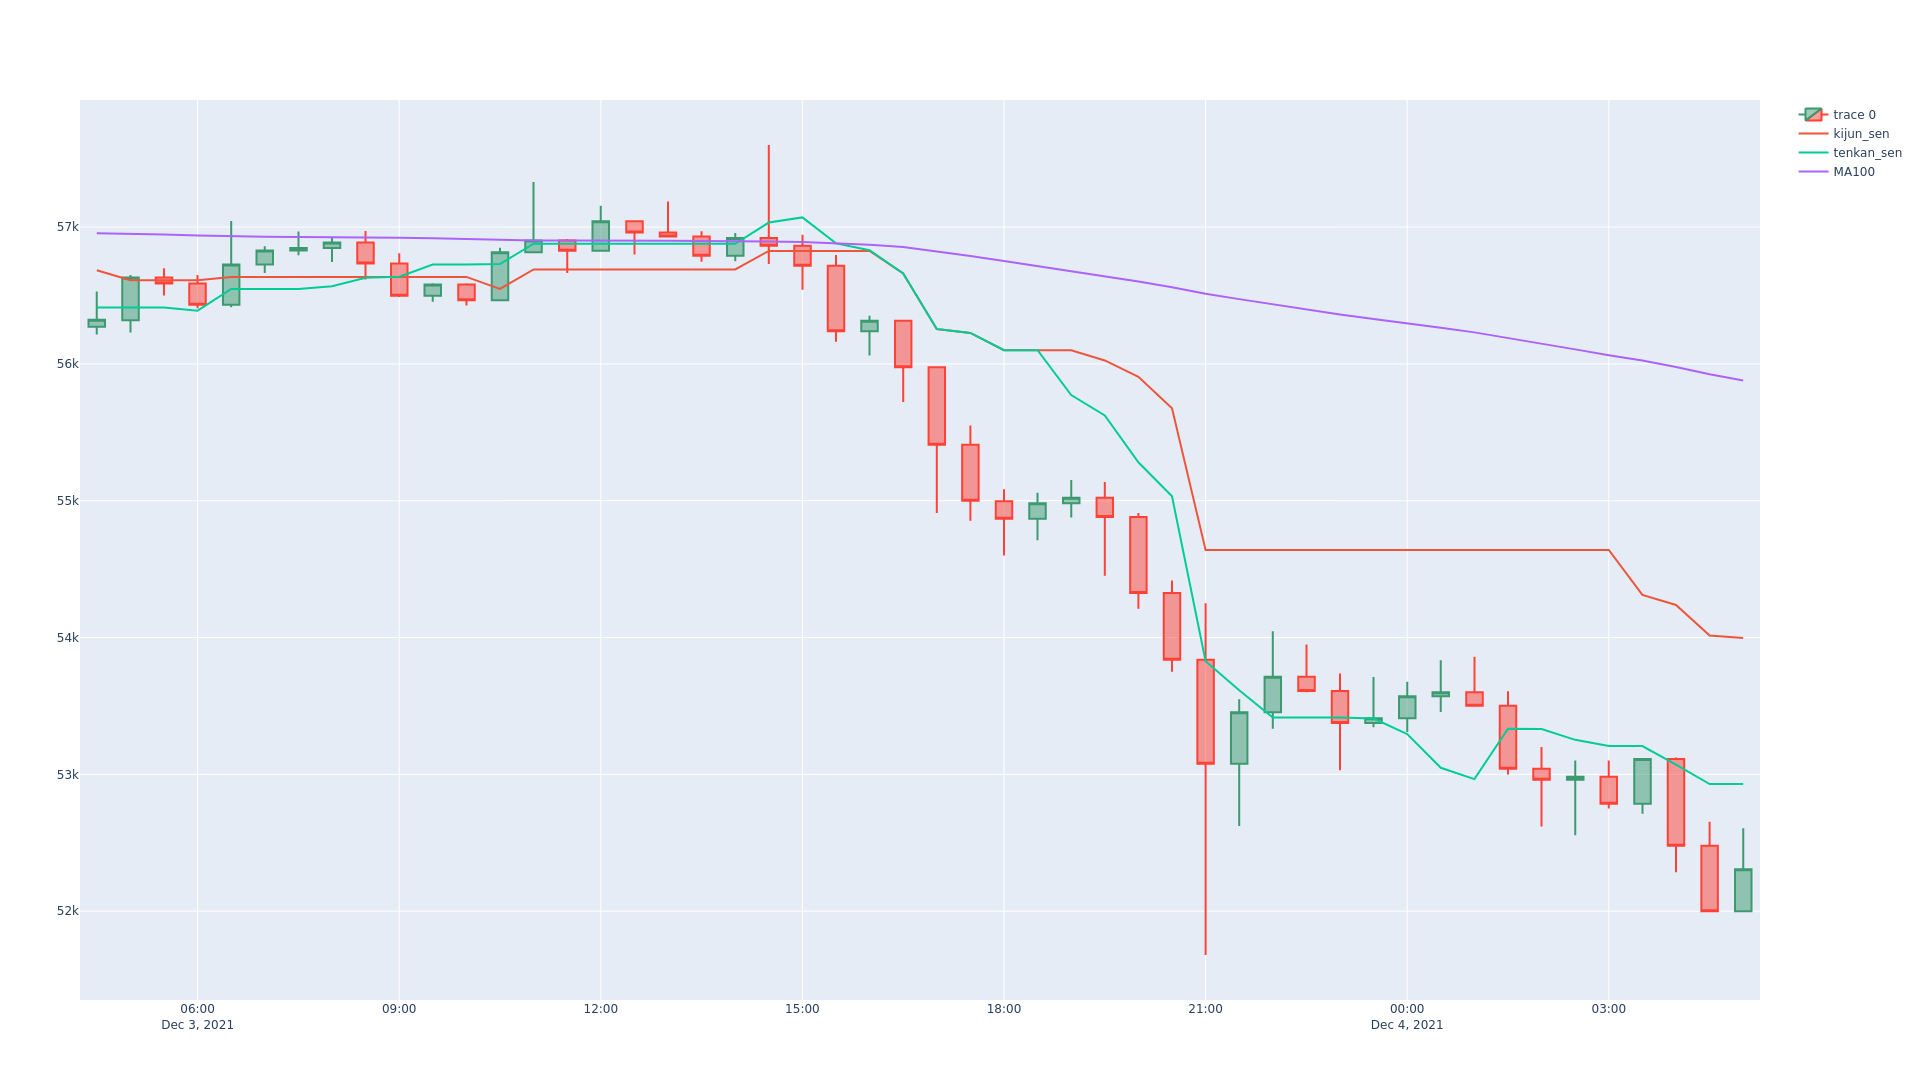 trace 0
kijun_sen
tenkan_sen
MA100
57k
56k
55k
54k
53k
52k
06:00 09:00 12:00 15:00 18:00 21:00 00:00 03:00
Dec 3, 2021 Dec 4, 2021